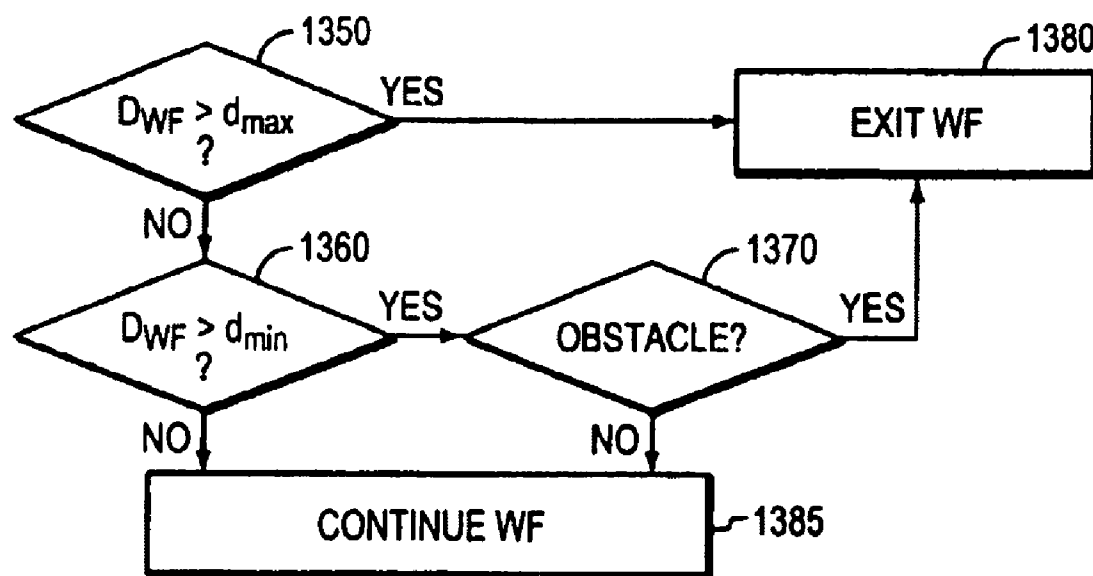 1350
D_WF > d_max
?
YES
1380
EXIT WF
NO
1360
D_WF > d_min
?
YES
1370
OBSTACLE?
YES
NO
NO
CONTINUE WF
1385